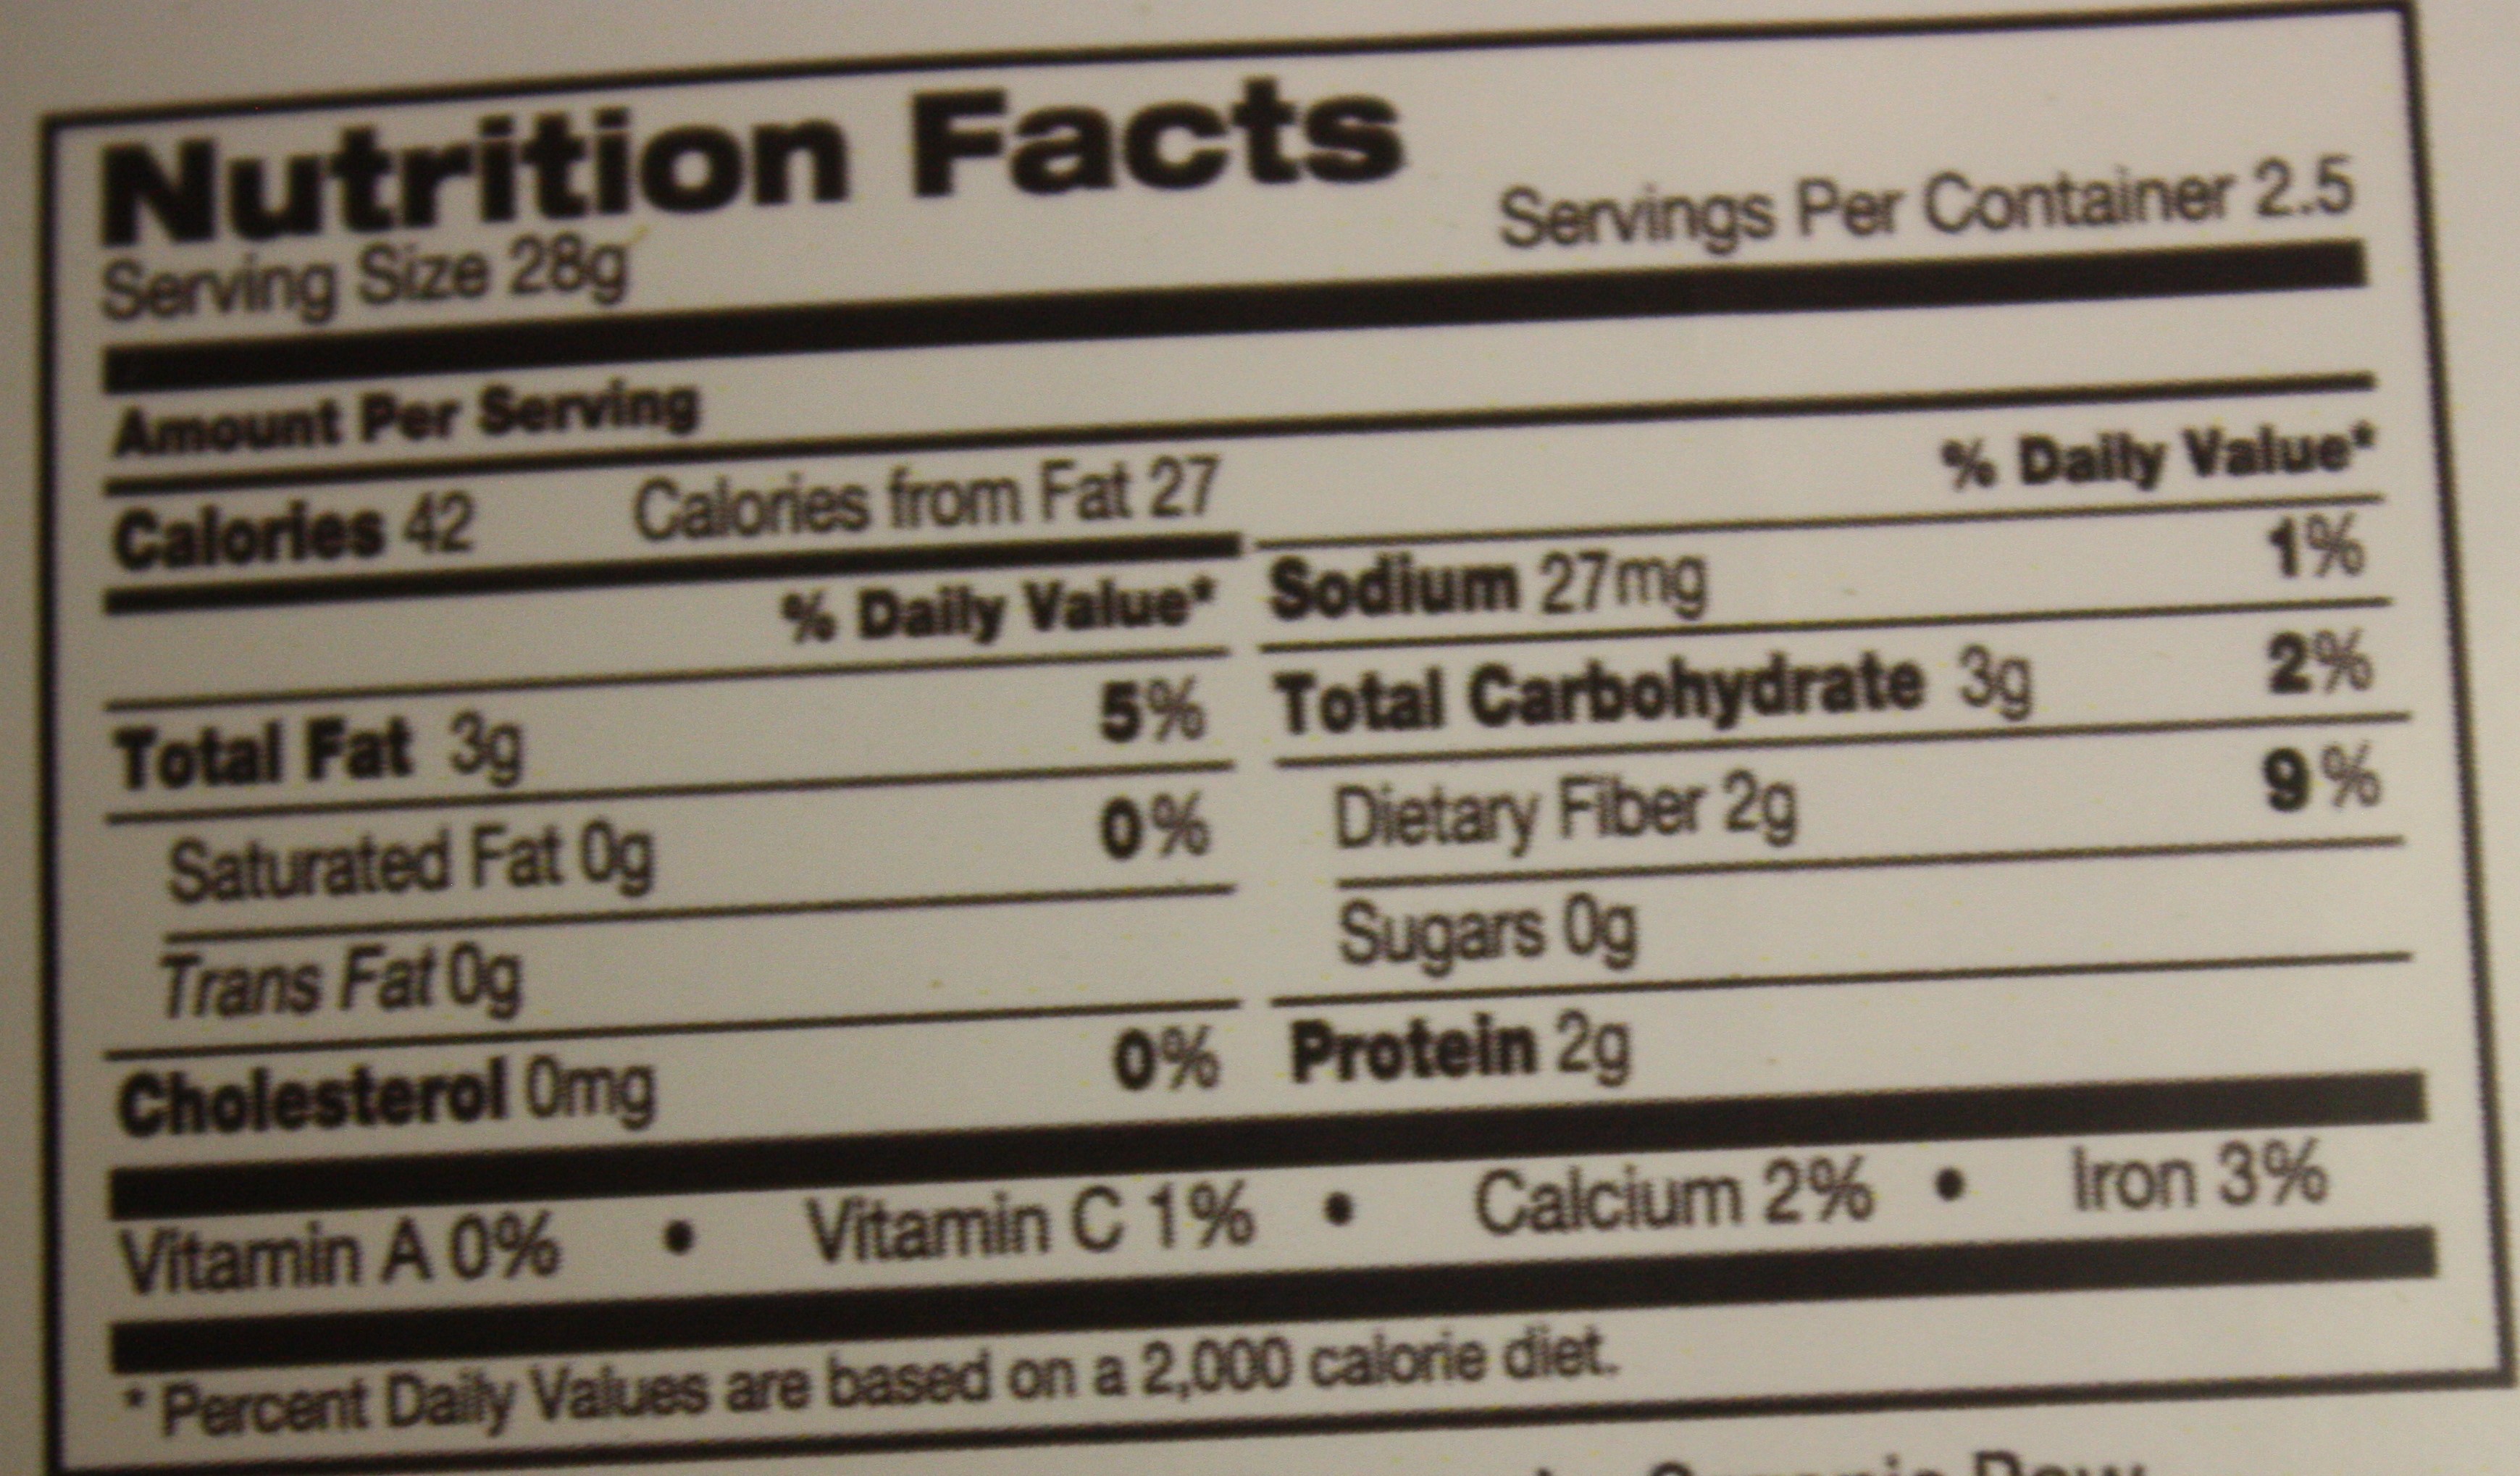 Nutrition Facts
Serving Size 28g
Servings Per Container 2.5
Amount Per Serving
Calories 42 Calories from Fat 27
% Daily Value*
Total Fat 3g 5%
Saturated Fat 0g 0%
Trans Fat 0g
Cholesterol 0mg 0%
% Daily Value*
Sodium 27mg 1%
Total Carbohydrate 3g 2%
Dietary Fiber 2g 9%
Sugars 0g
Protein 2g
Vitamin A 0% • Vitamin C 1% • Calcium 2% • Iron 3%
* Percent Daily Values are based on a 2,000 calorie diet.